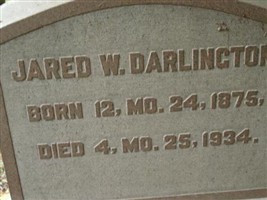 JARED W. DARLINGTON
BORN 12, MO. 24, 1875,
DIED 4, MO. 25, 1934.